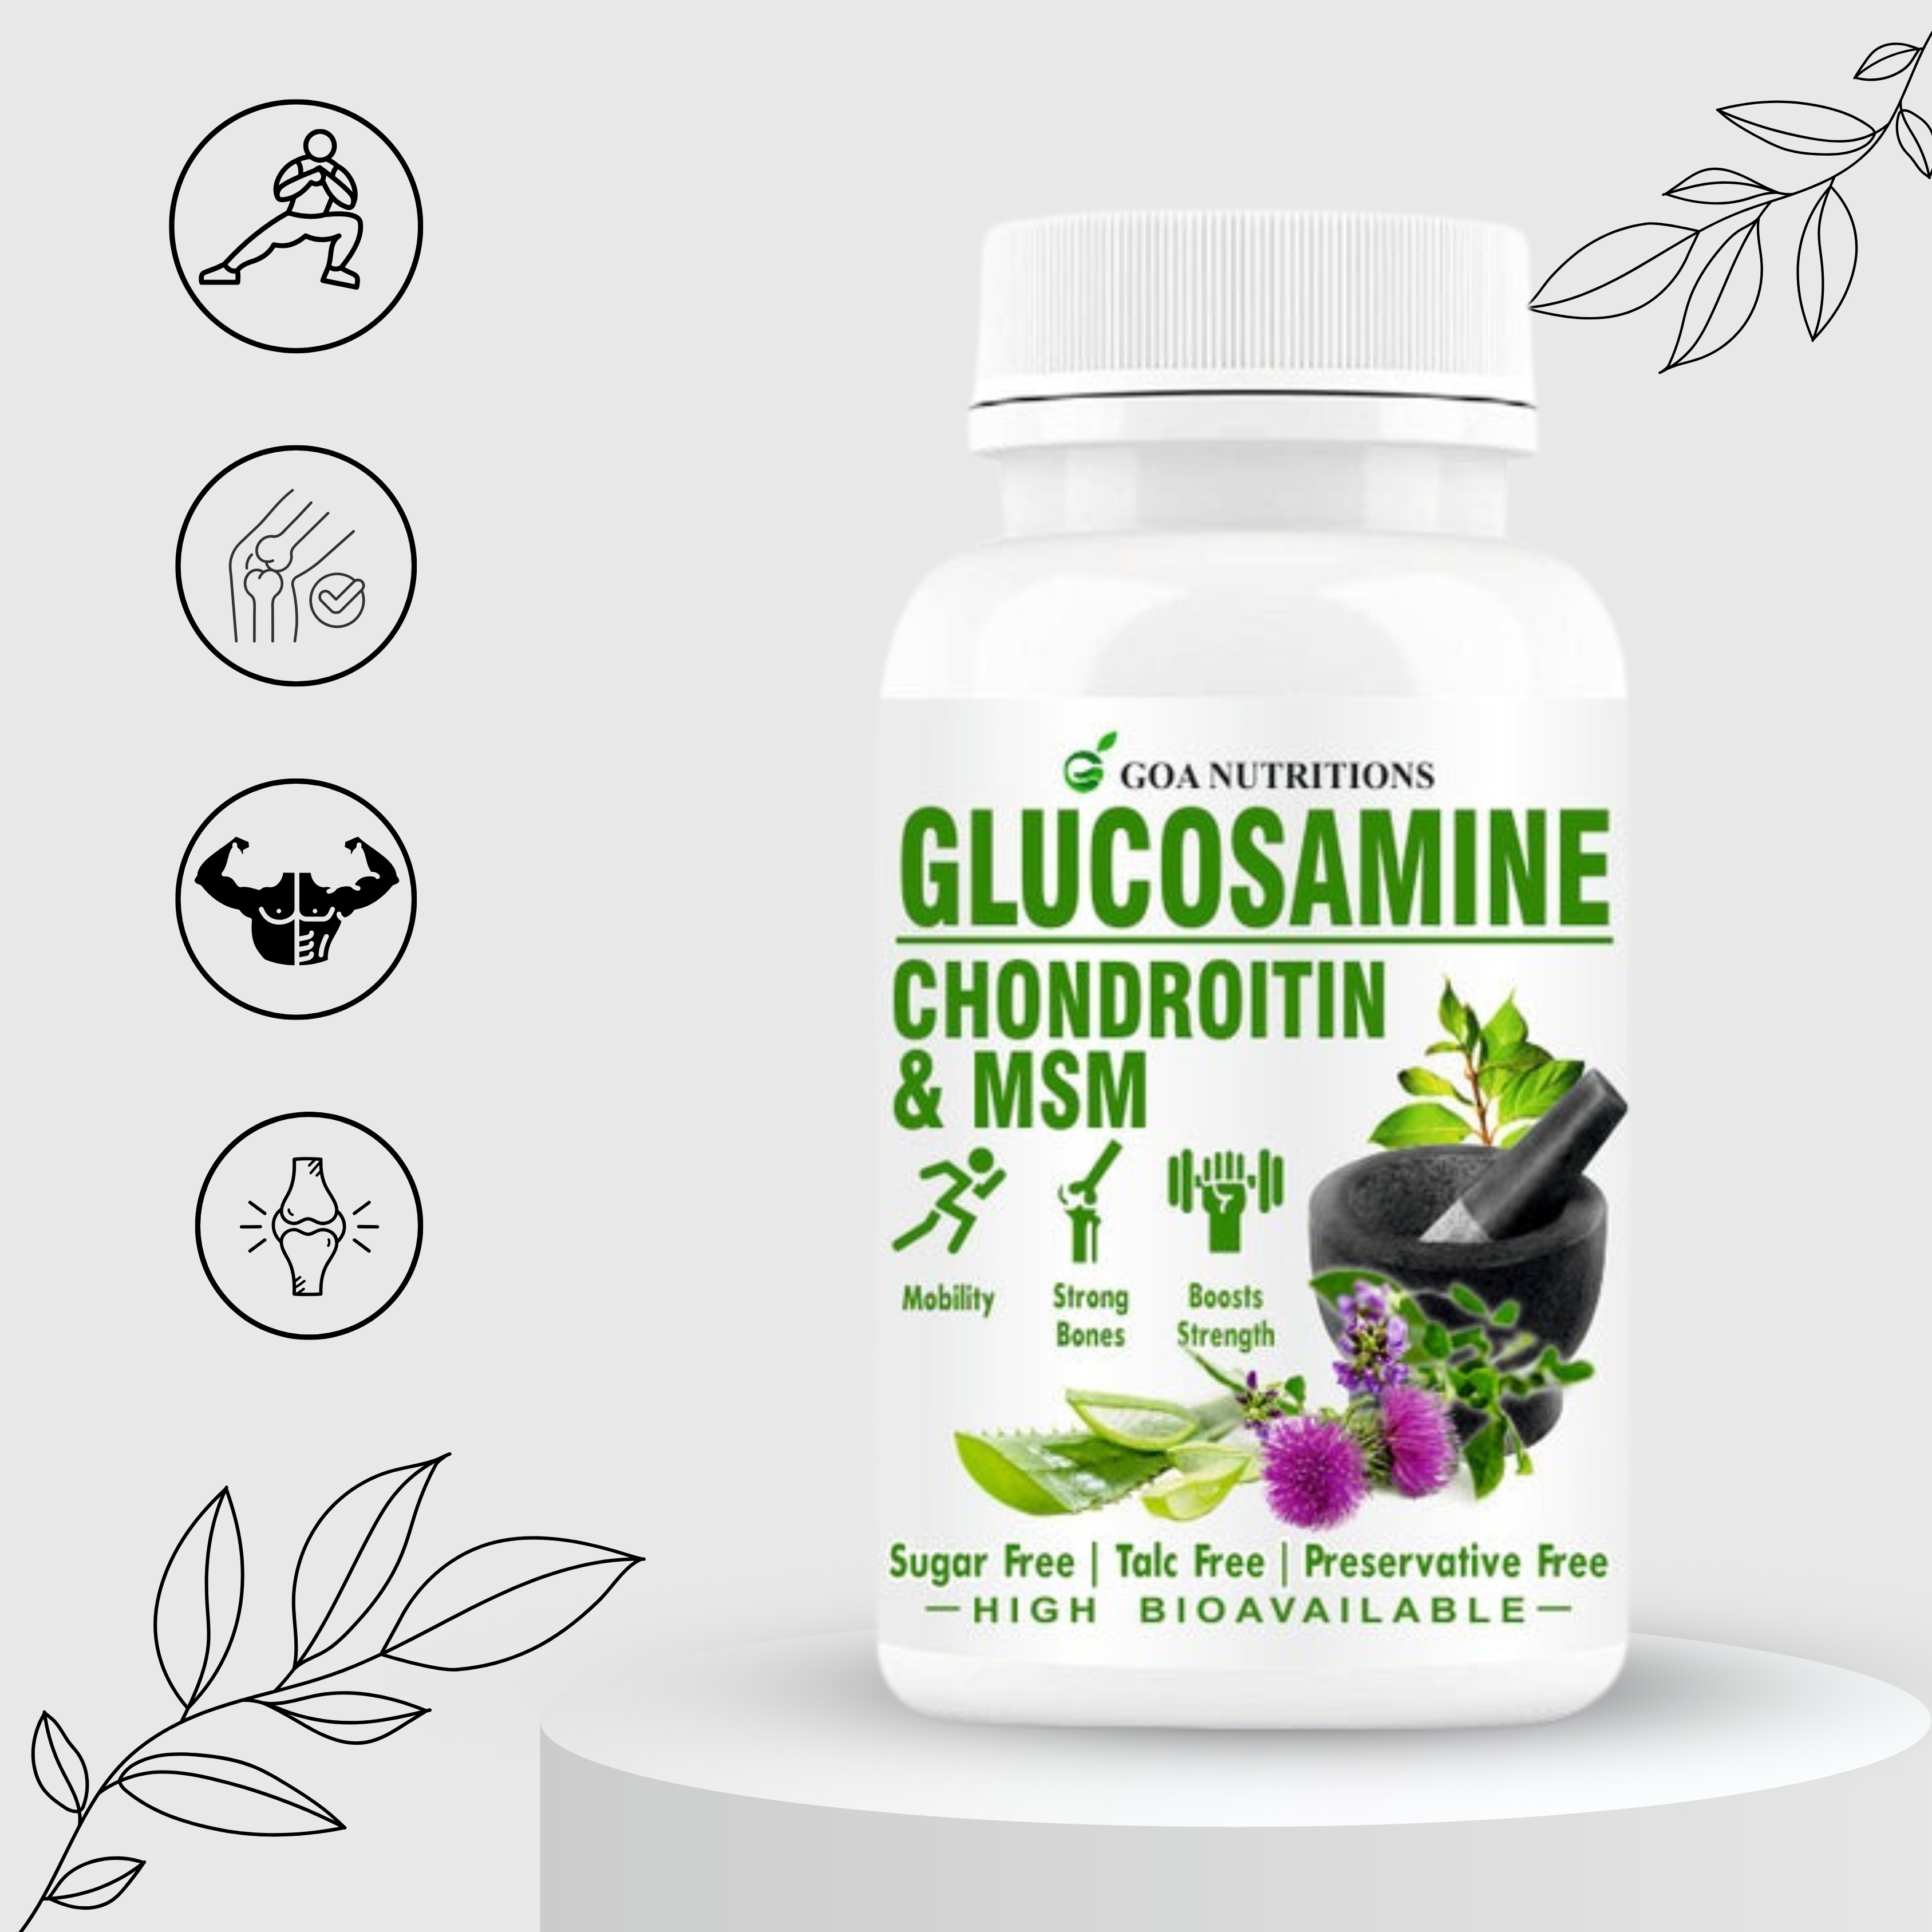 GOA NUTRITIONS
GLUCOSAMINE
CHONDROITIN
& MSM
Mobility
Strong
Bones
Boosts
Strength
Sugar Free | Talc Free | Preservative Free
HIGH BIOAVAILABLE